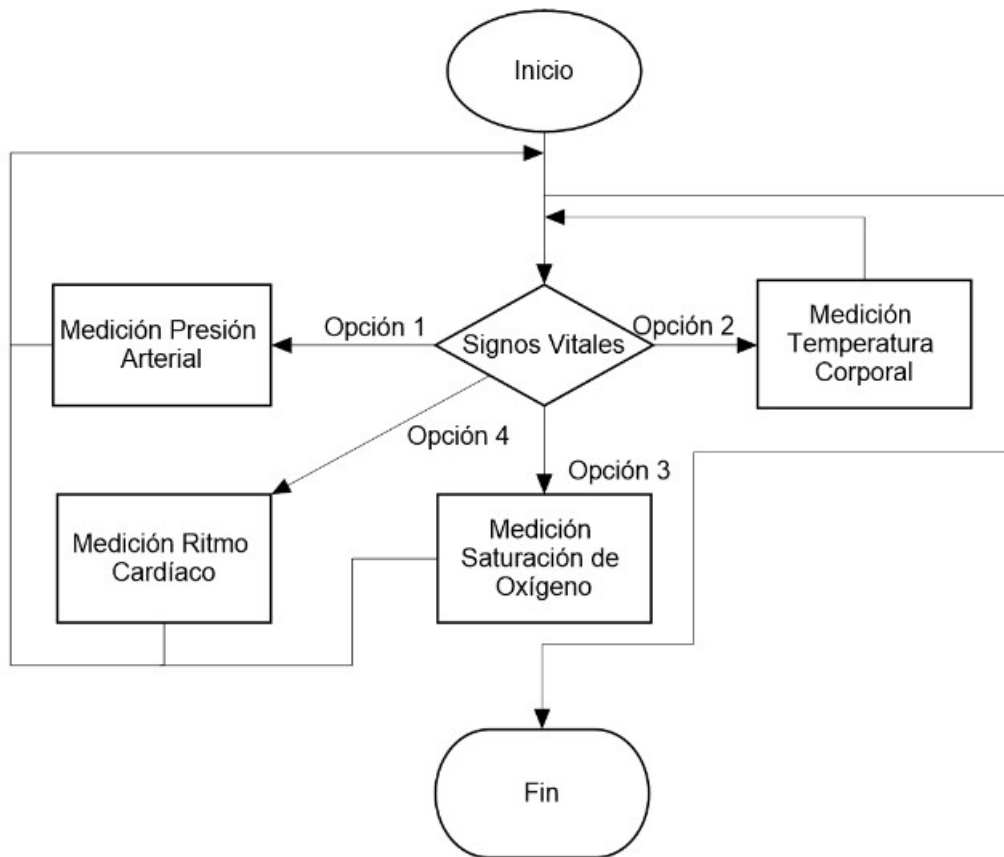 Inicio
Opción 1
Signos Vitales
Opción 2
Medición Presión
Arterial
Medición
Temperatura
Corporal
Opción 4
Opción 3
Medición Ritmo
Cardíaco
Medición
Saturación de
Oxígeno
Fin